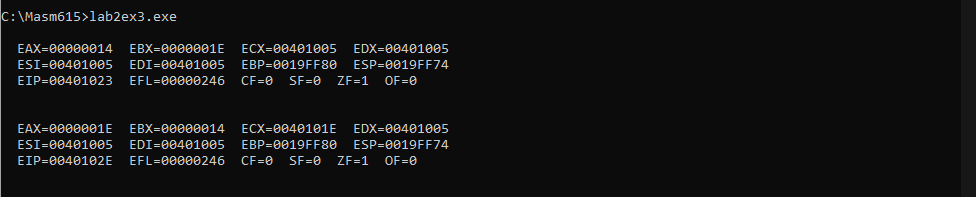 C:\Masm615>lab2ex3.exe
EAX=00000014  EBX=0000001E  ECX=00401005  EDX=00401005
ESI=00401005  EDI=00401005  EBP=0019FF80  ESP=0019FF74
EIP=00401023  EFL=00000246  CF=0  SF=0  ZF=1  OF=0
EAX=0000001E  EBX=00000014  ECX=0040101E  EDX=00401005
ESI=00401005  EDI=00401005  EBP=0019FF80  ESP=0019FF74
EIP=0040102E  EFL=00000246  CF=0  SF=0  ZF=1  OF=0